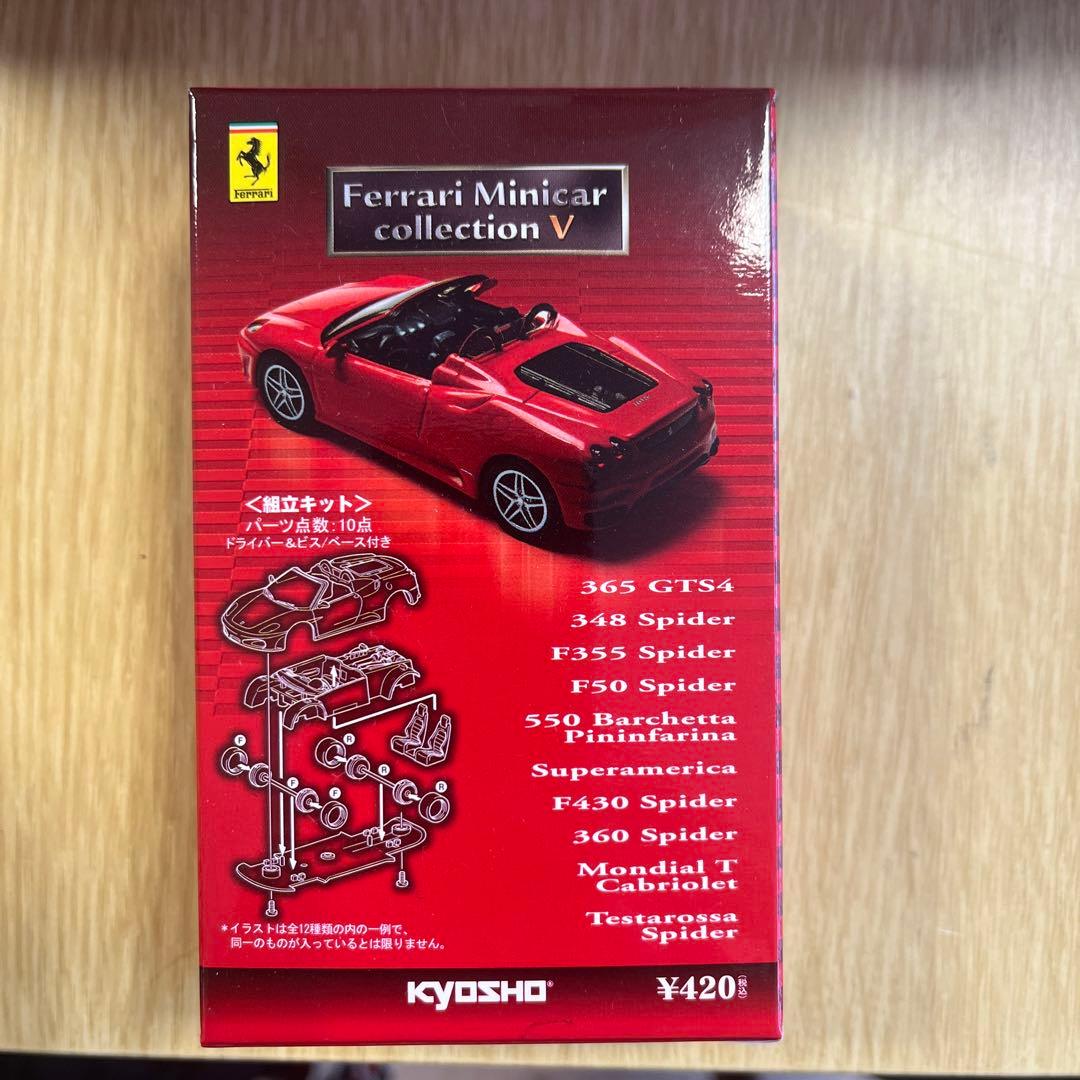 Ferrari
Ferrari Minicar
collection V
<組立キット>
パーツ点数:10点
ドライバー&ビス/ベース付き
365 GTS4
348 Spider
F355 Spider
F50 Spider
550 Barchetta
Pininfarina
Superamerica
F430 Spider
360 Spider
Mondial T
Cabriolet
Testarossa
Spider
F
R
F
R
F
R
*イラストは全12種類の内の一例で、
同一のものが入っているとは限りません。
KYOSHO®
¥420(税込)